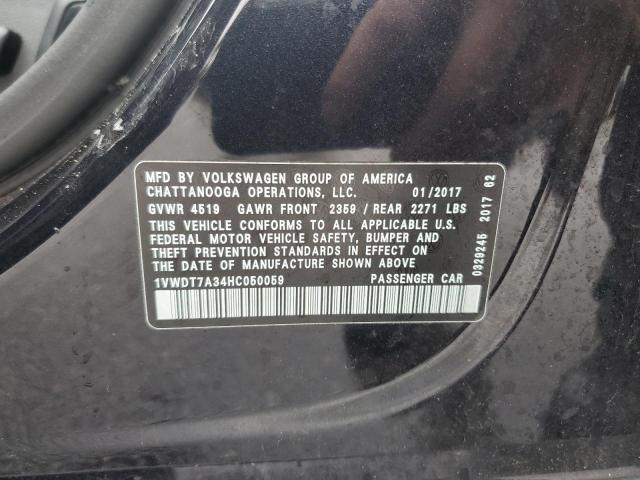 MFD BY VOLKSWAGEN GROUP OF AMERICA
CHATTANOOGA OPERATIONS, LLC. 01/2017
GVWR 4519 GAWR FRONT 2359 / REAR 2271 LBS
THIS VEHICLE CONFORMS TO ALL APPLICABLE U.S.
FEDERAL MOTOR VEHICLE SAFETY, BUMPER AND
THEFT PREVENTION STANDARDS IN EFFECT ON THE
DATE OF MANUFACTURE SHOWN ABOVE
1VWDT7A34HC050059 PASSENGER CAR
0329245 2017 62